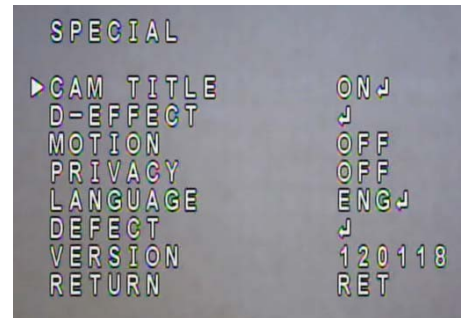 SPECIAL
▶CAM TITLE ON↲
D-EFFECT ↲
MOTION OFF
PRIVACY OFF
LANGUAGE ENG↲
DEFECT ↲
VERSION 120118
RETURN RET